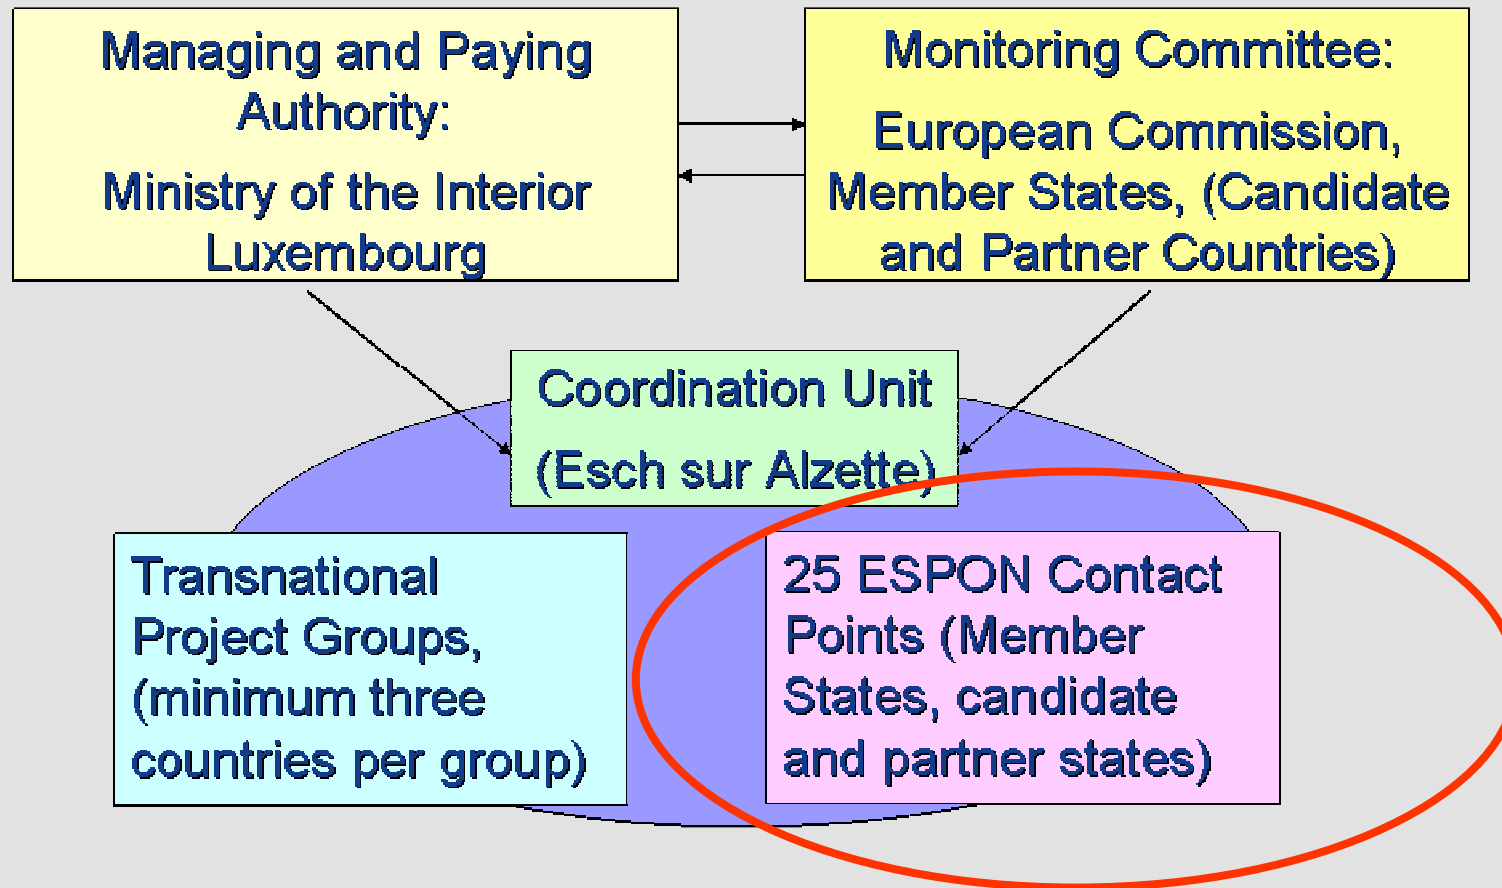 Managing and Paying
Authority:
Ministry of the Interior
Luxembourg
Monitoring Committee:
European Commission,
Member States, (Candidate
and Partner Countries)
Coordination Unit
(Esch sur Alzette)
Transnational
Project Groups,
(minimum three
countries per group)
25 ESPON Contact
Points (Member
States, candidate
and partner states)